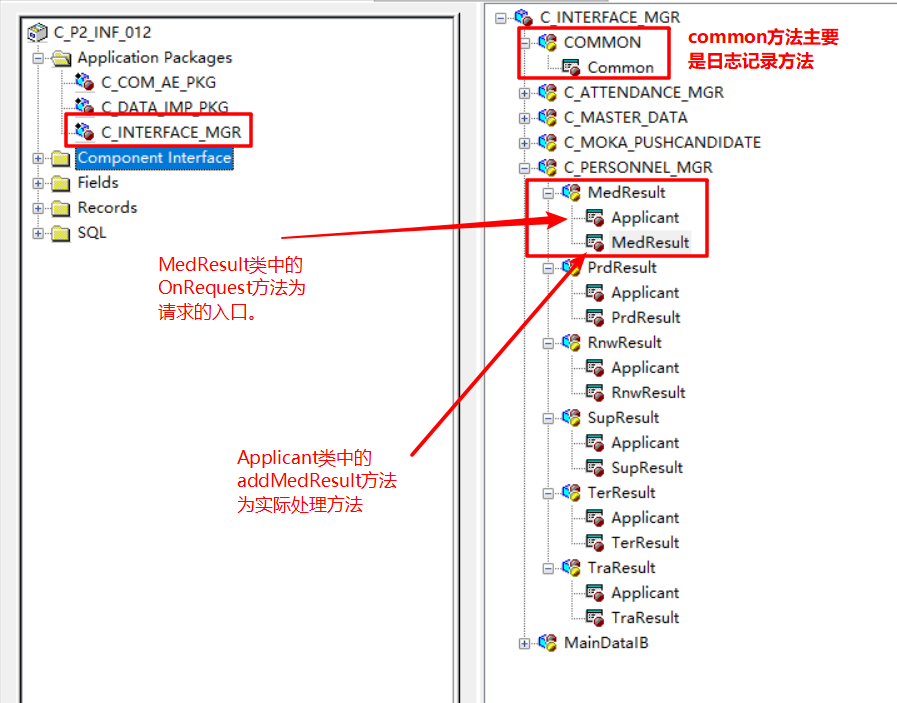 C_P2_INF_012
Application Packages
C_COM_AE_PKG
C_DATA_IMP_PKG
C_INTERFACE_MGR
Component Interface
Fields
Records
SQL
MedResult类中的
OnRequest方法为
请求的入口。
Applicant类中的
addMedResult方法
为实际处理方法
C_INTERFACE_MGR
COMMON
Common
common方法主要
是日志记录方法
C_ATTENDANCE_MGR
C_MASTER_DATA
C_MOKA_PUSHCANDIDATE
C_PERSONNEL_MGR
MedResult
Applicant
MedResult
PrdResult
Applicant
PrdResult
RnwResult
Applicant
RnwResult
SupResult
Applicant
SupResult
TerResult
Applicant
TerResult
TraResult
Applicant
TraResult
MainDataIB